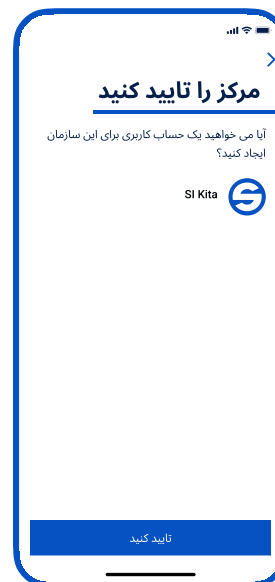 مرکز را تایید کنید
آیا می خواهید یک حساب کاربری برای این سازمان
ایجاد کنید؟
SI Kita
تایید کنید